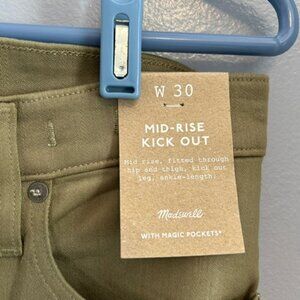 W 30
MID-RISE
KICK OUT
Mid rise, fitted through
hip and thigh, kick out
leg, ankle-length.
Madewell
WITH MAGIC POCKETS*